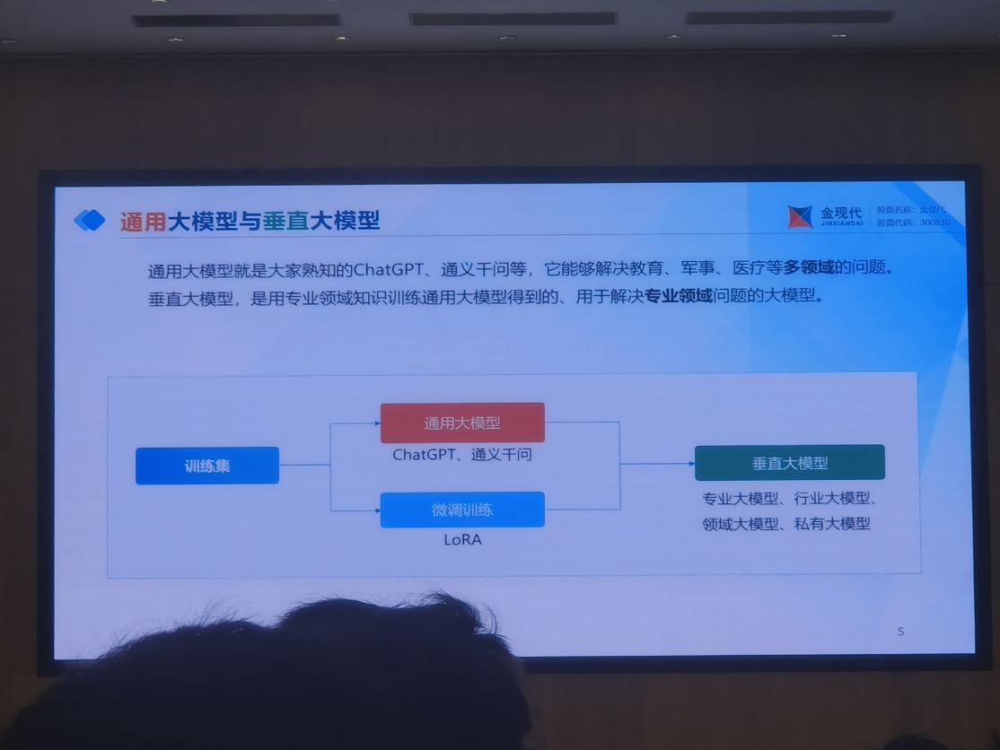 通用大模型与垂直大模型
金现代
JINXIANDAI
股票名称：金现代
股票代码：300830
通用大模型就是大家熟知的ChatGPT、通义千问等，它能够解决教育、军事、医疗等多领域的问题。
垂直大模型，是用专业领域知识训练通用大模型得到的、用于解决专业领域问题的大模型。
训练集
通用大模型
ChatGPT、通义千问
微调训练
LoRA
垂直大模型
专业大模型、行业大模型、
领域大模型、私有大模型
5